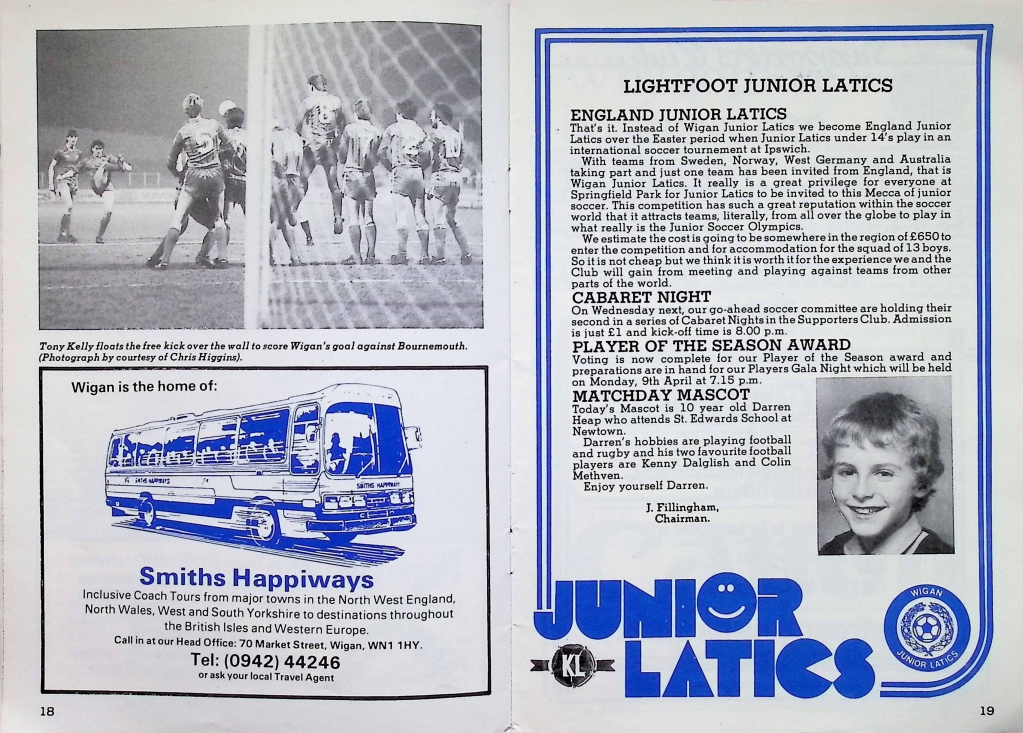 Tony Kelly floats the free kick over the wall to score Wigan's goal against Bournemouth.
(Photograph by courtesy of Chris Higgins).
Wigan is the home of:
SMITHS HAPPIWAYS
SMITHS HAPPIWAYS
Smiths Happiways
Inclusive Coach Tours from major towns in the North West England,
North Wales, West and South Yorkshire to destinations throughout
the British Isles and Western Europe.
Call in at our Head Office: 70 Market Street, Wigan, WN1 1HY.
Tel: (0942) 44246
or ask your local Travel Agent
18
LIGHTFOOT JUNIOR LATICS
ENGLAND JUNIOR LATICS
That's it. Instead of Wigan Junior Latics we become England Junior
Latics over the Easter period when Junior Latics under 14's play in an
international soccer tournement at Ipswich.
With teams from Sweden, Norway, West Germany and Australia
taking part and just one team has been invited from England, that is
Wigan Junior Latics. It really is a great privilege for everyone at
Springfield Park for Junior Latics to be invited to this Mecca of junior
soccer. This competition has such a great reputation within the soccer
world that it attracts teams, literally, from all over the globe to play in
what really is the Junior Soccer Olympics.
We estimate the cost is going to be somewhere in the region of £650 to
enter the competition and for accommodation for the squad of 13 boys.
So it is not cheap but we think it is worth it for the experience we and the
Club will gain from meeting and playing against teams from other
parts of the world.
CABARET NIGHT
On Wednesday next, our go-ahead soccer committee are holding their
second in a series of Cabaret Nights in the Supporters Club. Admission
is just £1 and kick-off time is 8.00 p.m.
PLAYER OF THE SEASON AWARD
Voting is now complete for our Player of the Season award and
preparations are in hand for our Players Gala Night which will be held
on Monday, 9th April at 7.15 p.m.
MATCHDAY MASCOT
Today's Mascot is 10 year old Darren
Heap who attends St. Edwards School at
Newtown.
Darren's hobbies are playing football
and rugby and his two favourite football
players are Kenny Dalglish and Colin
Methven.
Enjoy yourself Darren.
J. Fillingham,
Chairman.
JUNIOR
LATICS
KL
WIGAN
JUNIOR LATICS
19